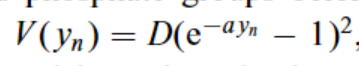 V(yₙ) = D(e⁻ᵃʸⁿ − 1)²,